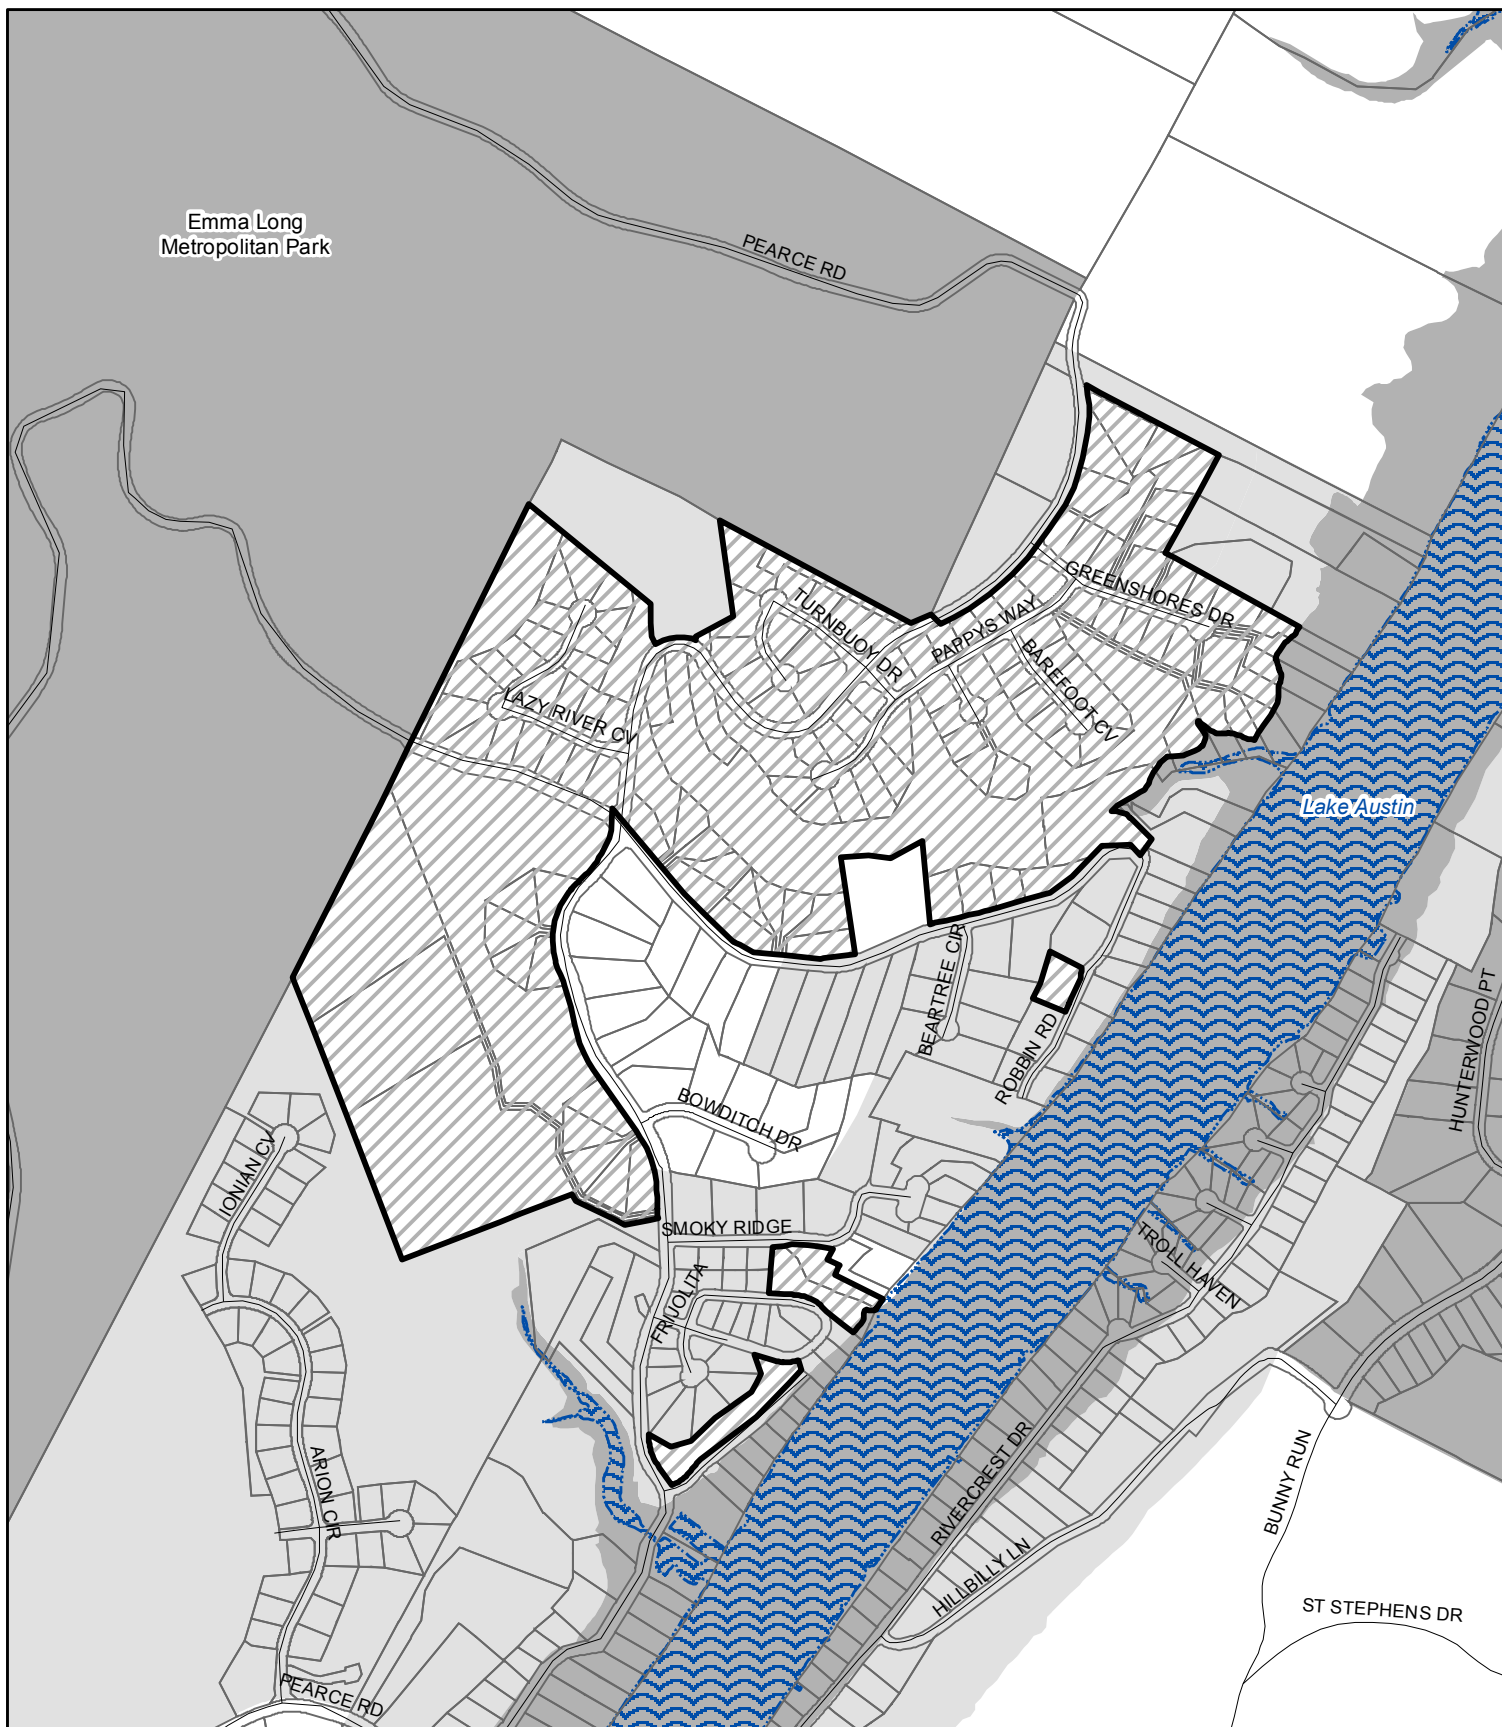 Emma Long
Metropolitan Park
PEARCE RD
GREENSHORES DR
TURNBUOY DR
PAPPYS WAY
BAREFOOT CV
LAZY RIVER CV
Lake Austin
BEARTREE CIR
HUNTERWOOD PT
ROBBIN RD
BOWDITCH DR
IONIAN CV
SMOKY RIDGE
TROLL HAVEN
FRIJOLITA
ARION CIR
RIVERCREST DR
BUNNY RUN
HILLBILLY LN
ST STEPHENS DR
PEARCE RD